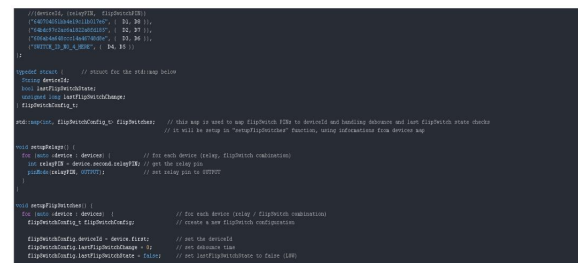 //{deviceId, {relayPIN, flipSwitchPIN}}
{ D1, D8 }},
{ D2, D7 }},
{ D3, D6 }},
{"SWITCH_ID_NO_4_HERE", { D4, D5 }}
};
typedef struct { // struct for the std::map below
String deviceId;
bool lastFlipSwitchState;
unsigned long lastFlipSwitchChange;
} flipSwitchConfig_t;
std::map<int, flipSwitchConfig_t> flipSwitches; // this map is used to map flipSwitch PINs to deviceId and handling debounce and last flipSwitch state checks
// it will be setup in "setupFlipSwitches" function, using informations from devices map
void setupRelays() {
for (auto &device : devices) { // for each device (relay, flipSwitch combination)
int relayPIN = device.second.relayPIN; // get the relay pin
pinMode(relayPIN, OUTPUT); // set relay pin to OUTPUT
}
}
void setupFlipSwitches() {
for (auto &device : devices) { // for each device (relay / flipSwitch combination)
flipSwitchConfig_t flipSwitchConfig; // create a new flipSwitch configuration
flipSwitchConfig.deviceId = device.first; // set the deviceId
flipSwitchConfig.lastFlipSwitchChange = 0; // set debounce time
flipSwitchConfig.lastFlipSwitchState = false; // set lastFlipSwitchState to false (LOW)